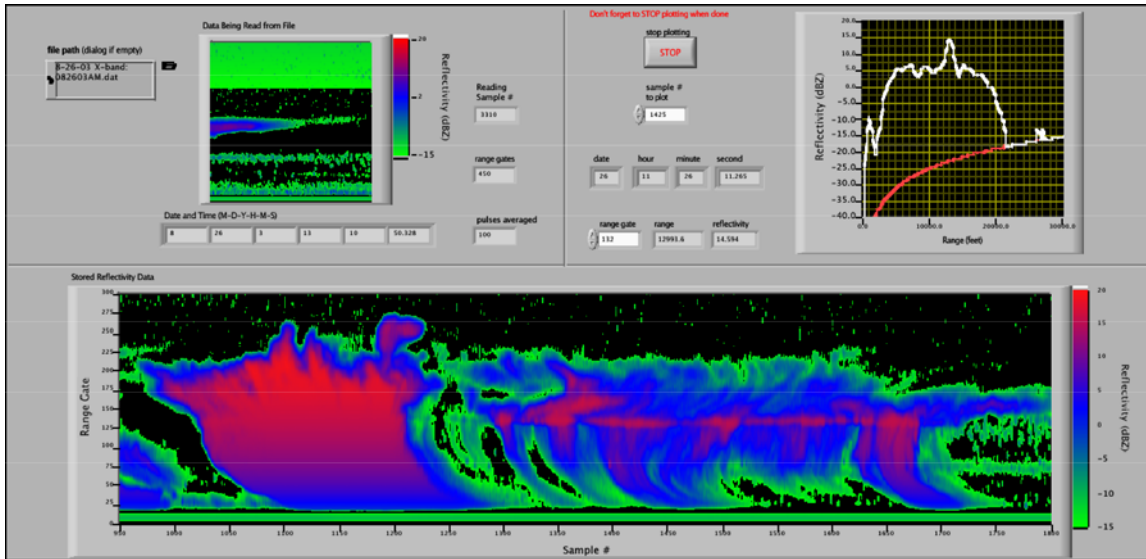 Data Being Read from File
file path (dialog if empty)
8-26-03 X-band:
082603AM.dat
20
2
-15
Reflectivity (dBZ)
Reading
Sample #
3310
range gates
450
pulses averaged
100
Date and Time (M-D-Y-H-M-S)
8 26 3 13 10 50.328
Don't forget to STOP plotting when done
stop plotting
STOP
sample #
to plot
1425
date hour minute second
26 11 26 11.265
range gate range reflectivity
132 12993.6 14.594
Reflectivity (dBZ)
20.0
15.0
10.0
5.0
0.0
-5.0
-10.0
-15.0
-20.0
-25.0
-30.0
-35.0
-40.0
0.0 10000.0 20000.0 30000.0
Range (feet)
Stored Reflectivity Data
Range Gate
300
275
250
225
200
175
150
125
100
75
50
25
0
950 1000 1050 1100 1150 1200 1250 1300 1350 1400 1450 1500 1550 1600 1650 1700 1750 1800
Sample #
20
15
10
5
0
-5
-10
-15
Reflectivity (dBZ)